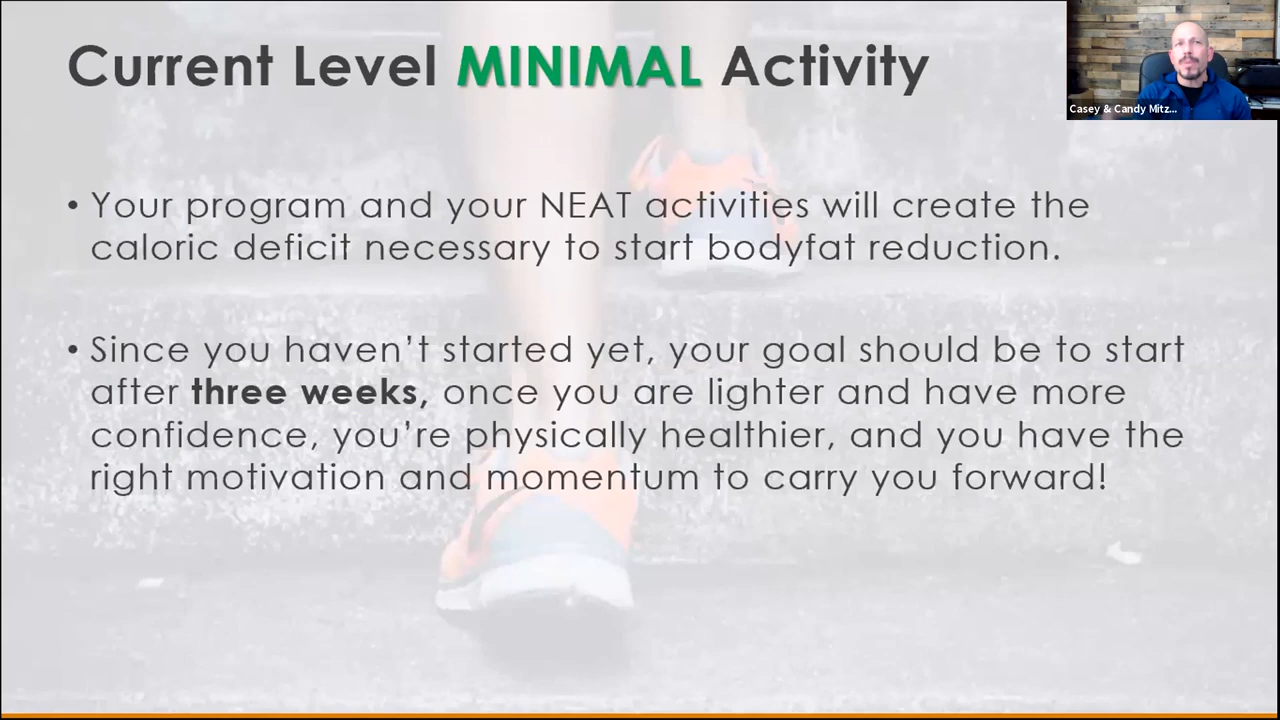 Current Level MINIMAL Activity
Casey & Candy Mitz...
• Your program and your NEAT activities will create the
caloric deficit necessary to start bodyfat reduction.
• Since you haven’t started yet, your goal should be to start
after three weeks, once you are lighter and have more
confidence, you’re physically healthier, and you have the
right motivation and momentum to carry you forward!